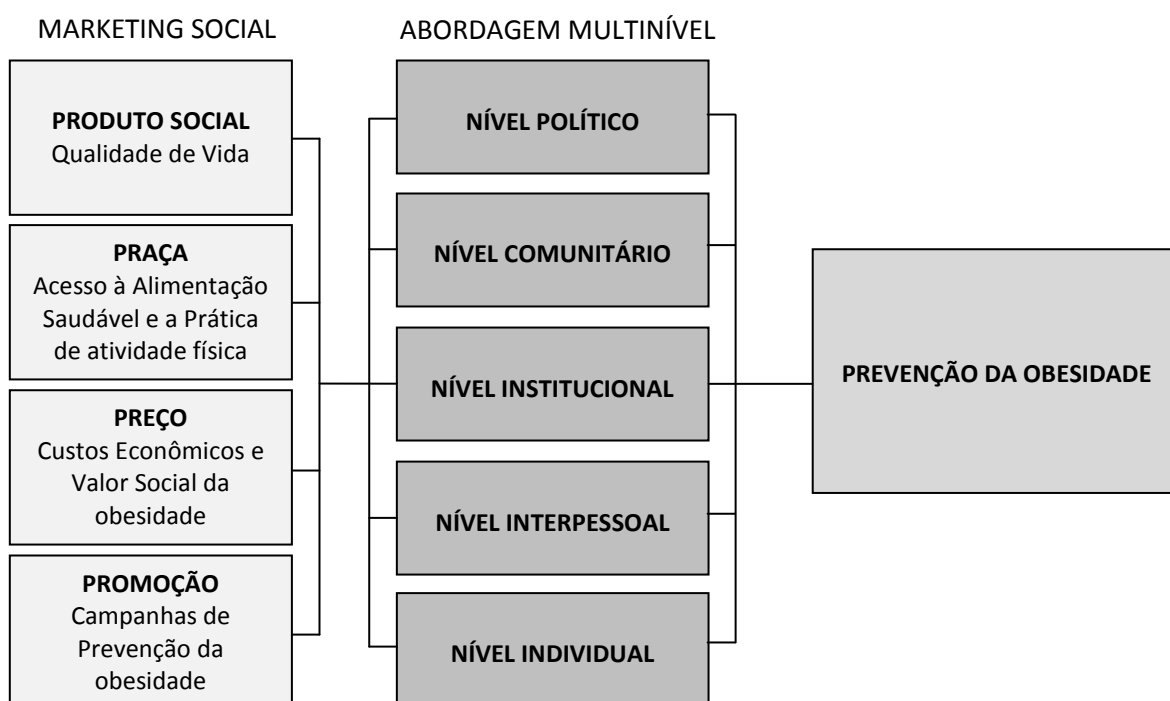 MARKETING SOCIAL
PRODUTO SOCIAL
Qualidade de Vida
PRAÇA
Acesso à Alimentação
Saudável e a Prática
de atividade física
PREÇO
Custos Econômicos e
Valor Social da
obesidade
PROMOÇÃO
Campanhas de
Prevenção da
obesidade
ABORDAGEM MULTINÍVEL
NÍVEL POLÍTICO
NÍVEL COMUNITÁRIO
NÍVEL INSTITUCIONAL
NÍVEL INTERPESSOAL
NÍVEL INDIVIDUAL
PREVENÇÃO DA OBESIDADE